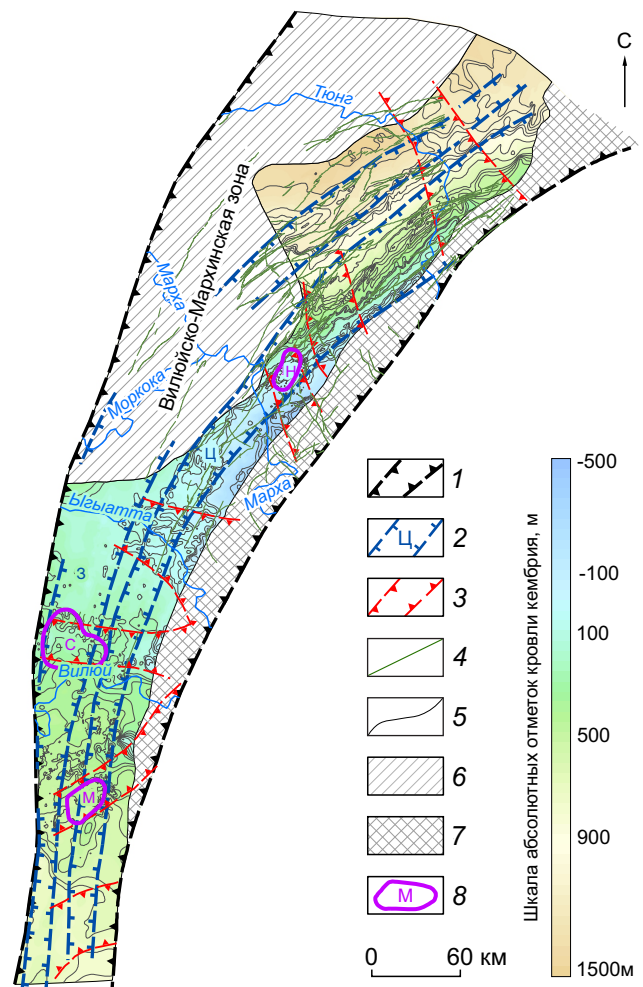 С
Тюнг
Вилюйско-Мархинская зона
Марха
Моркока
Н
Ц
Марха
Ыгыатта
З
С
Вилюй
М
1
Ц 2
3
4
5
6
7
М 8
0 60 км
Шкала абсолютных отметок кровли кембрия, м
-500
-100
100
500
900
1500м